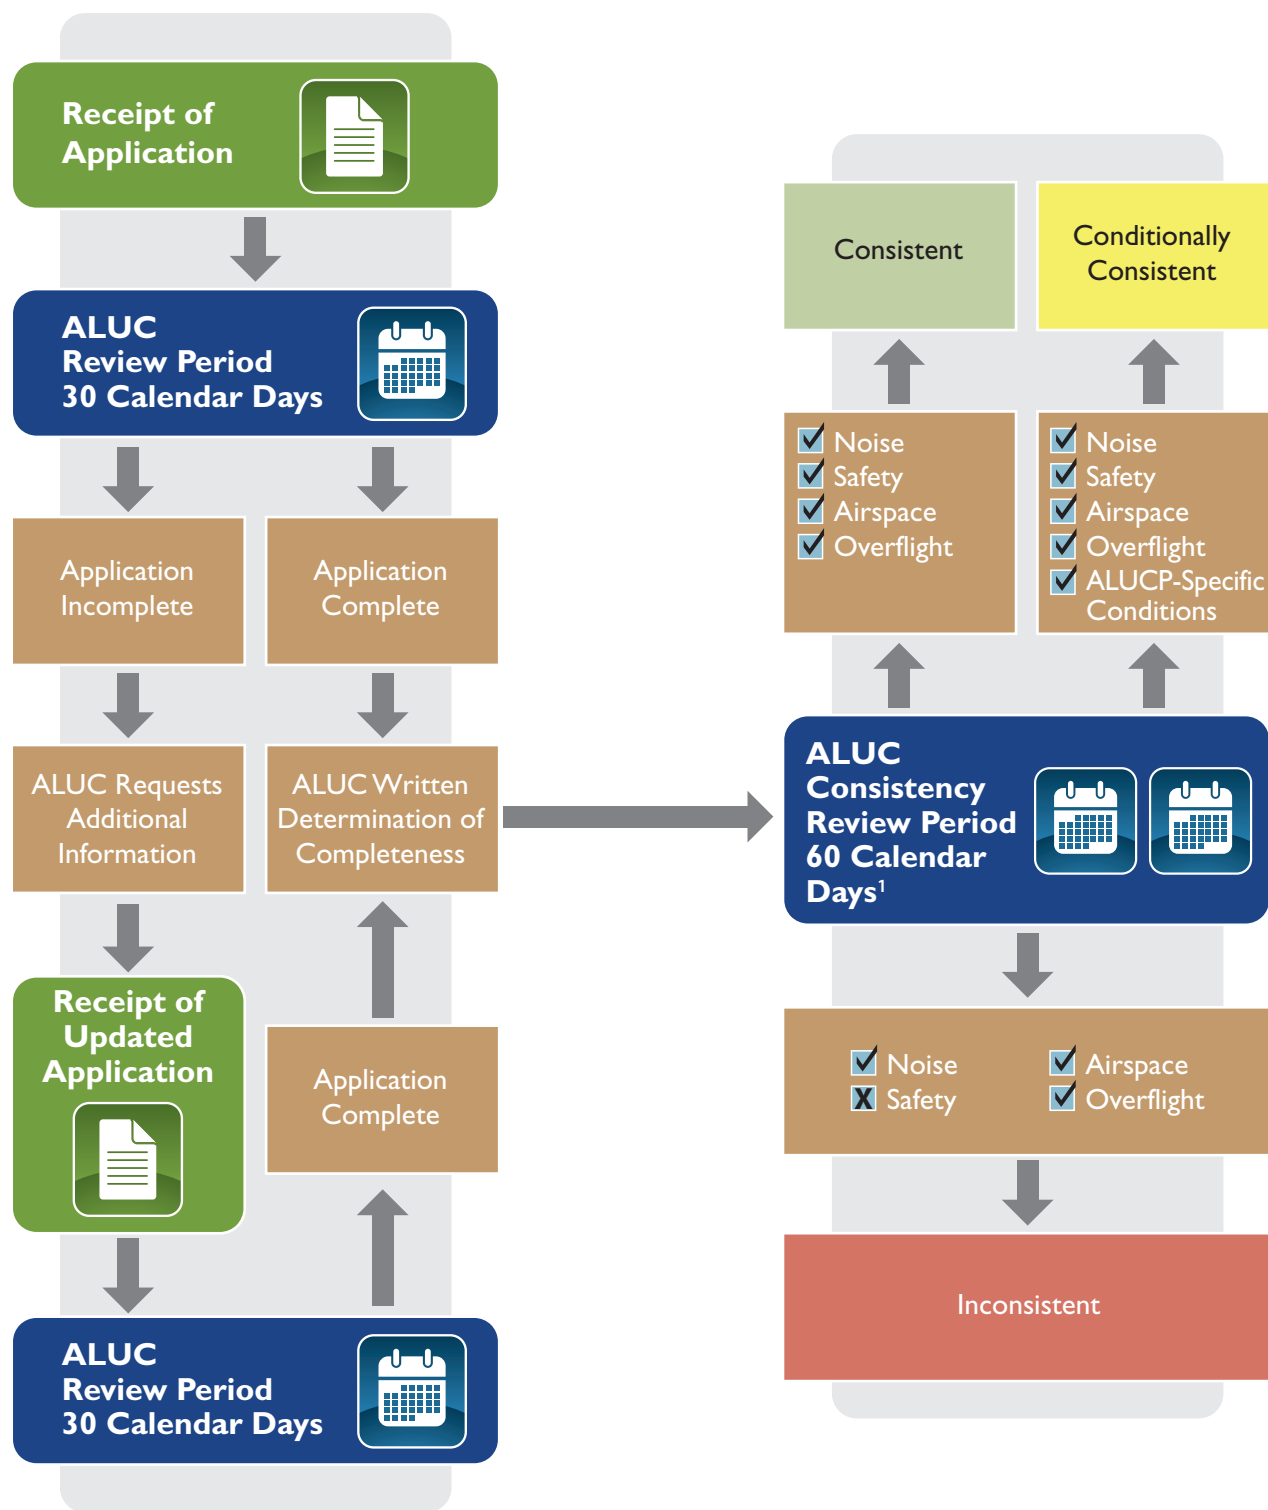 Receipt of
Application
ALUC
Review Period
30 Calendar Days
Application
Incomplete
Application
Complete
ALUC Requests
Additional
Information
ALUC Written
Determination of
Completeness
Receipt of
Updated
Application
Application
Complete
ALUC
Review Period
30 Calendar Days
Consistent
Conditionally
Consistent
Noise
Safety
Airspace
Overflight
Noise
Safety
Airspace
Overflight
ALUCP-Specific
Conditions
ALUC
Consistency
Review Period
60 Calendar
Days¹
Noise
X Safety
Airspace
Overflight
Inconsistent